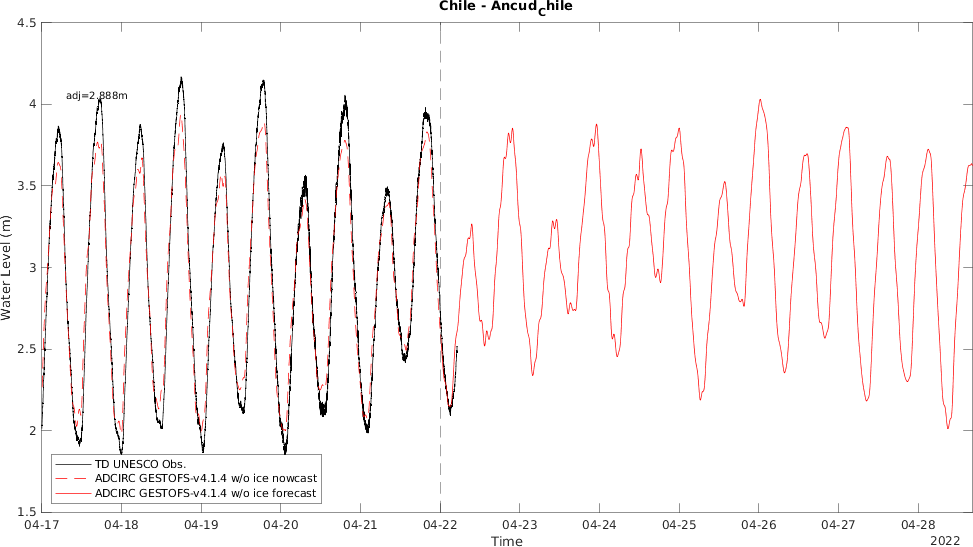 Chile - Ancud_Chile
adj=2.888m
4.5
4
3.5
3
2.5
2
1.5
Water Level (m)
TD UNESCO Obs.
ADCIRC GESTOFS-v4.1.4 w/o ice nowcast
ADCIRC GESTOFS-v4.1.4 w/o ice forecast
04-17 04-18 04-19 04-20 04-21 04-22 04-23 04-24 04-25 04-26 04-27 04-28
Time
2022